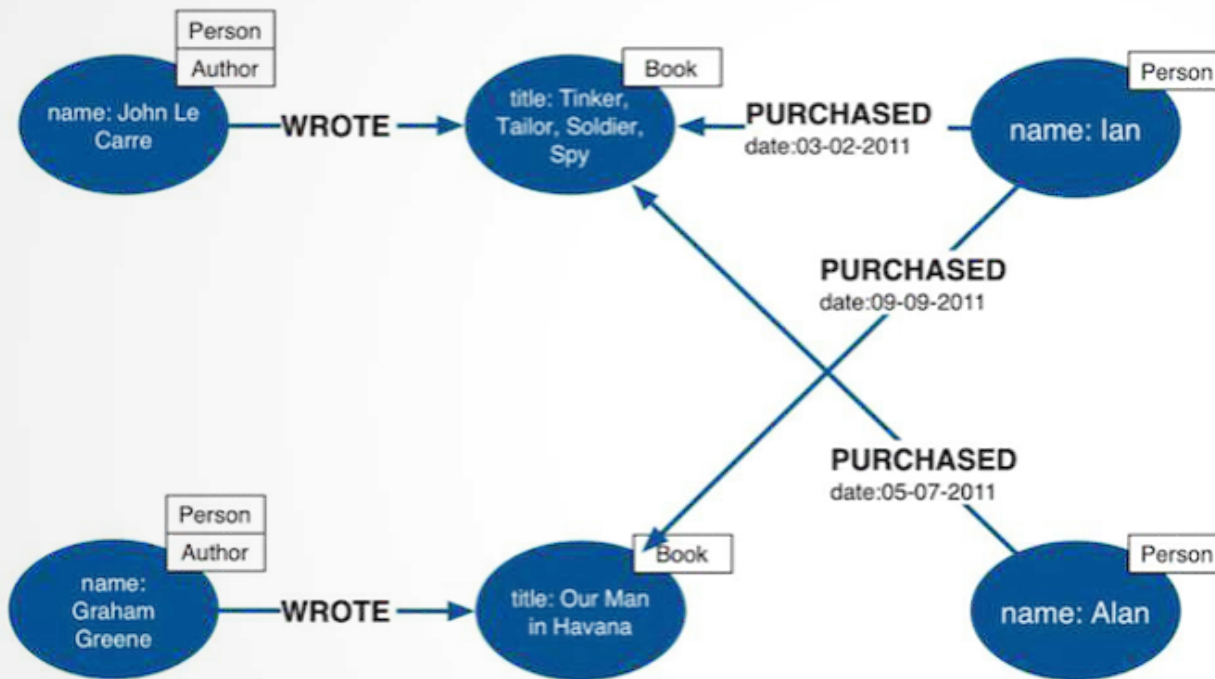 Person
Author
name: John Le
Carre
WROTE
Book
title: Tinker,
Tailor, Soldier,
Spy
PURCHASED
date:03-02-2011
Person
name: Ian
PURCHASED
date:09-09-2011
PURCHASED
date:05-07-2011
Person
Author
name:
Graham
Greene
WROTE
Book
title: Our Man
in Havana
Person
name: Alan